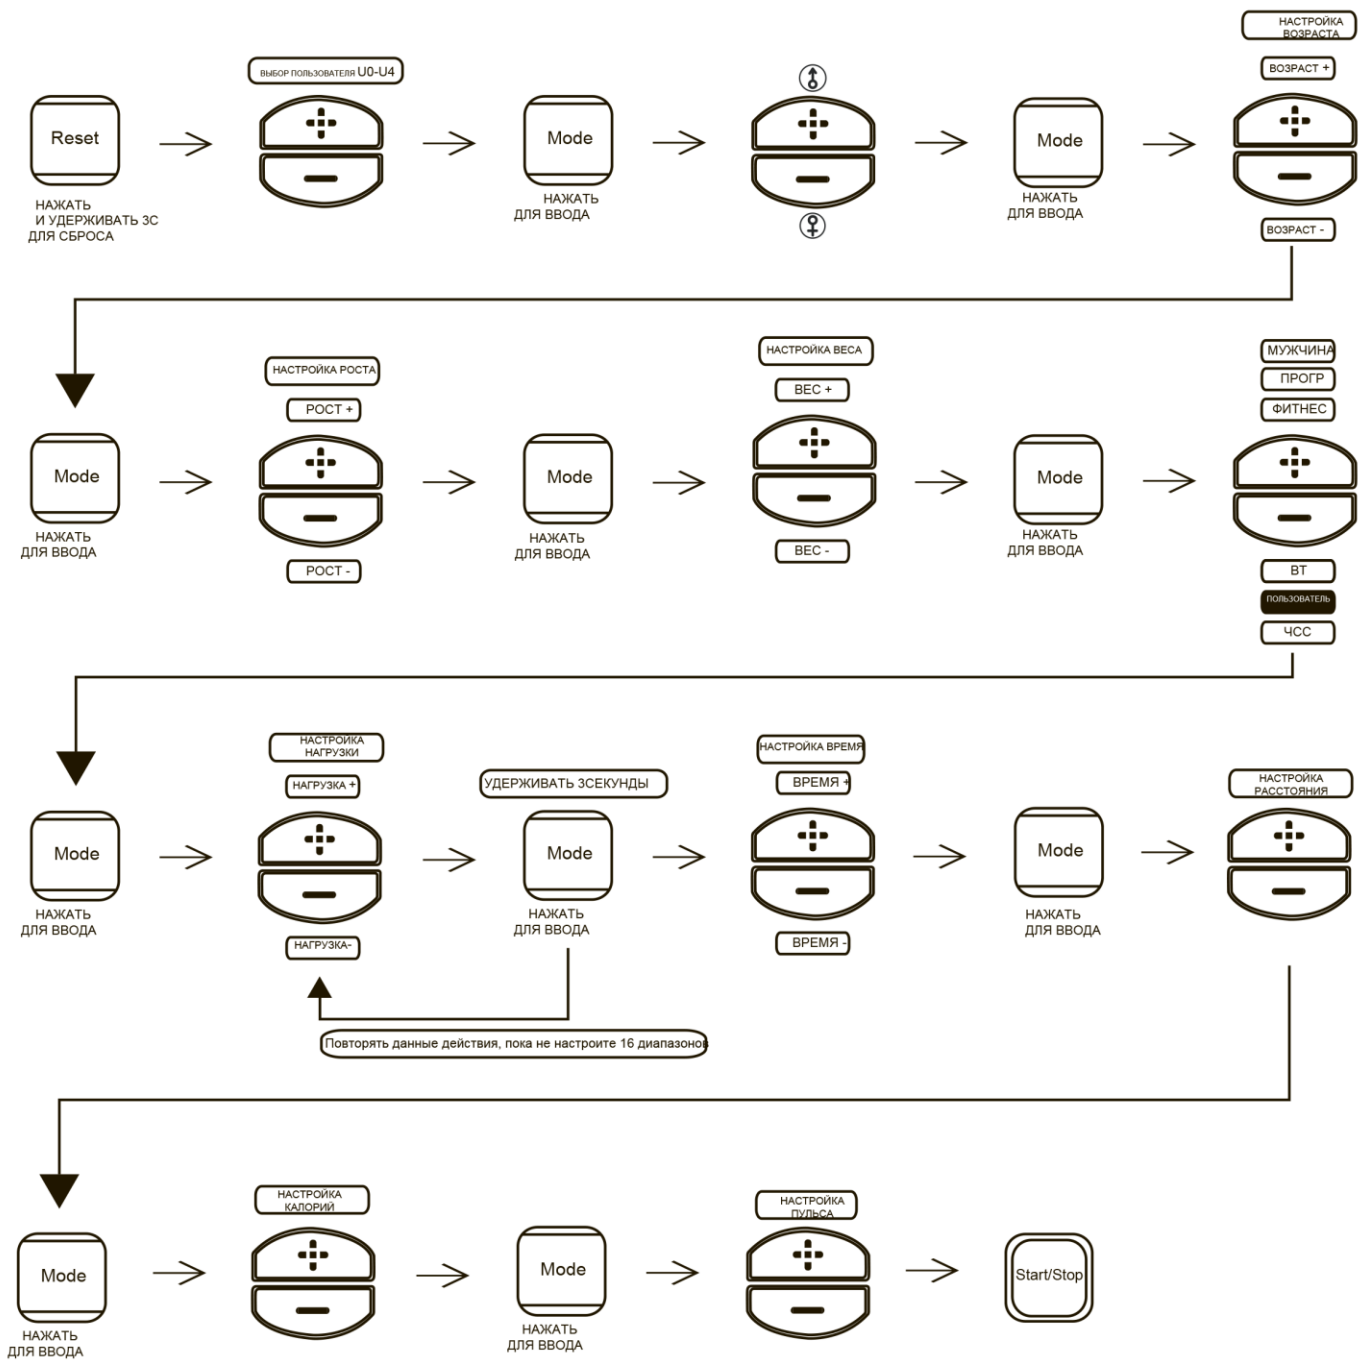 НАСТРОЙКА
ВОЗРАСТА
ВЫБОР ПОЛЬЗОВАТЕЛЯ U0-U4
ВОЗРАСТ +
Reset
Mode
Mode
НАЖАТЬ
И УДЕРЖИВАТЬ 3С
ДЛЯ СБРОСА
НАЖАТЬ
ДЛЯ ВВОДА
НАЖАТЬ
ДЛЯ ВВОДА
ВОЗРАСТ -
НАСТРОЙКА РОСТА
РОСТ +
НАСТРОЙКА ВЕСА
ВЕС +
МУЖЧИНА
ПРОГР
ФИТНЕС
Mode
Mode
Mode
НАЖАТЬ
ДЛЯ ВВОДА
РОСТ -
НАЖАТЬ
ДЛЯ ВВОДА
ВЕС -
НАЖАТЬ
ДЛЯ ВВОДА
ВТ
ПОЛЬЗОВАТЕЛЬ
ЧСС
НАСТРОЙКА
НАГРУЗКИ
НАГРУЗКА +
УДЕРЖИВАТЬ 3СЕКУНДЫ
НАСТРОЙКА ВРЕМЯ
ВРЕМЯ +
НАСТРОЙКА
РАССТОЯНИЯ
Mode
Mode
Mode
НАЖАТЬ
ДЛЯ ВВОДА
НАГРУЗКА-
НАЖАТЬ
ДЛЯ ВВОДА
ВРЕМЯ -
НАЖАТЬ
ДЛЯ ВВОДА
Повторять данные действия, пока не настроите 16 диапазонов
НАСТРОЙКА
КАЛОРИЙ
НАСТРОЙКА
ПУЛЬСА
Mode
Mode
Start/Stop
НАЖАТЬ
ДЛЯ ВВОДА
НАЖАТЬ
ДЛЯ ВВОДА